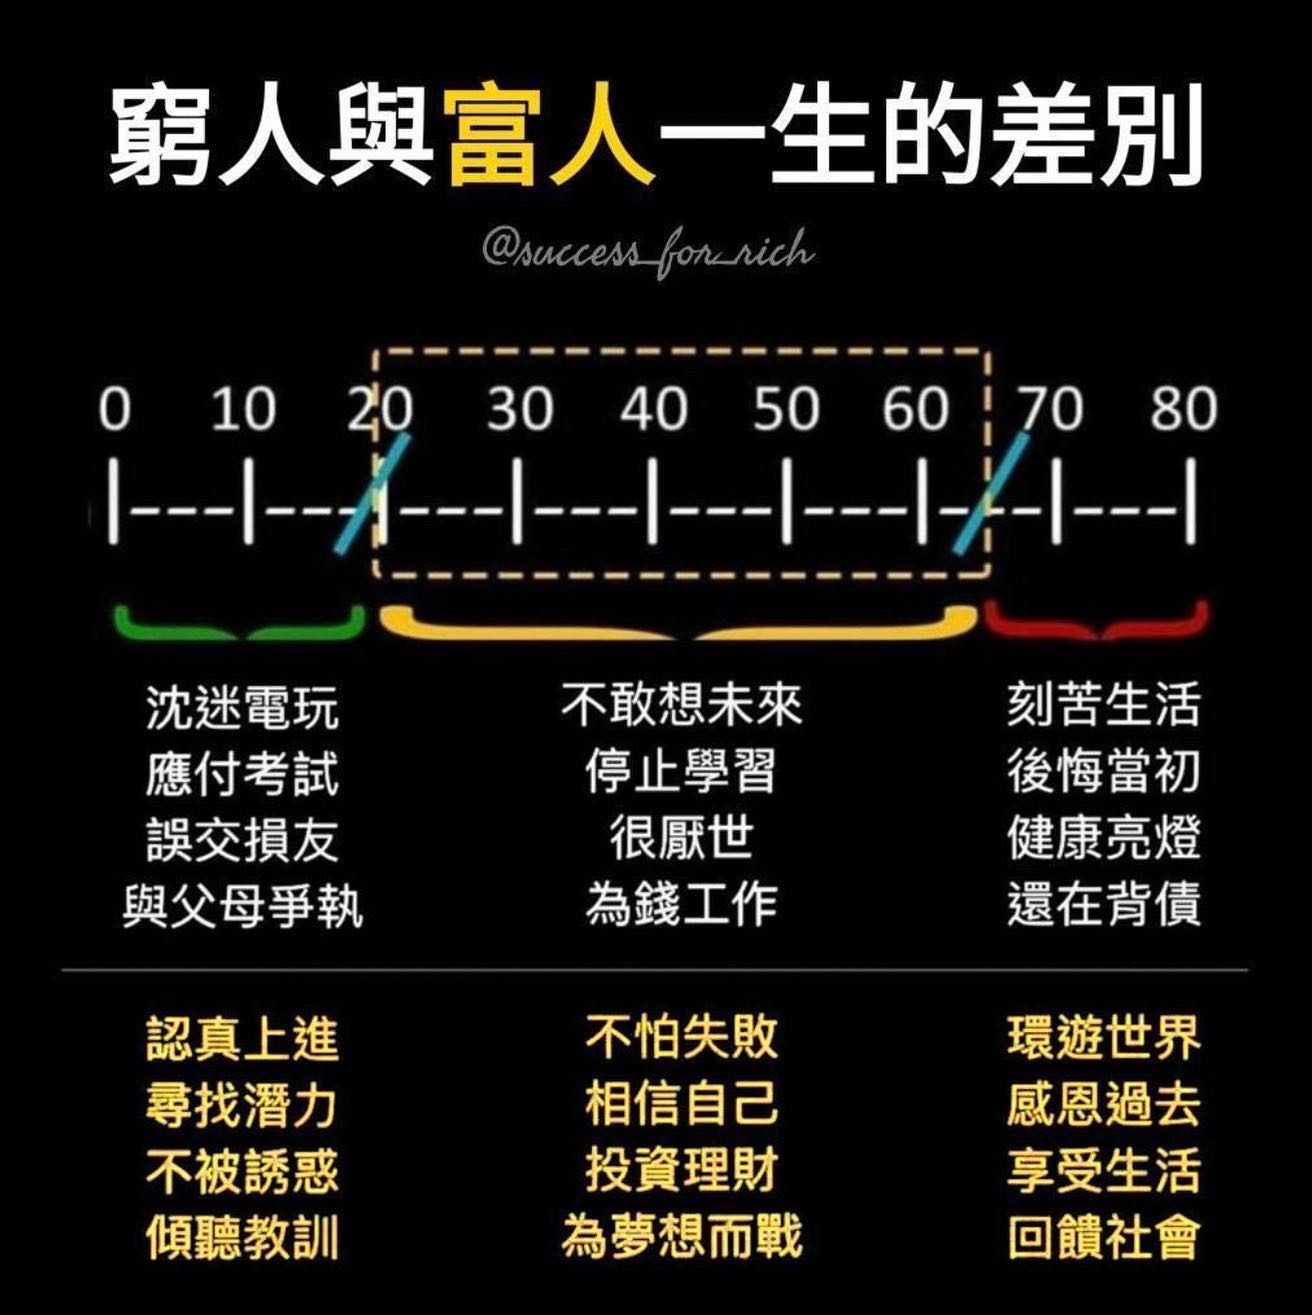 窮人與富人一生的差別
@success_for_rich
0 10 20 30 40 50 60 70 80
沈迷電玩
應付考試
誤交損友
與父母爭執
不敢想未來
停止學習
很厭世
為錢工作
刻苦生活
後悔當初
健康亮燈
還在背債
認真上進
尋找潛力
不被誘惑
傾聽教訓
不怕失敗
相信自己
投資理財
為夢想而戰
環遊世界
感恩過去
享受生活
回饋社會